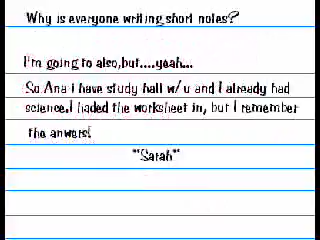 Why is everyone writing short notes?
I'm going to also,but....yeah...
So Ana i have study hall w/u and I already had
science.I haded the worksheet in, but I remember
the anwers!
"Sarah"